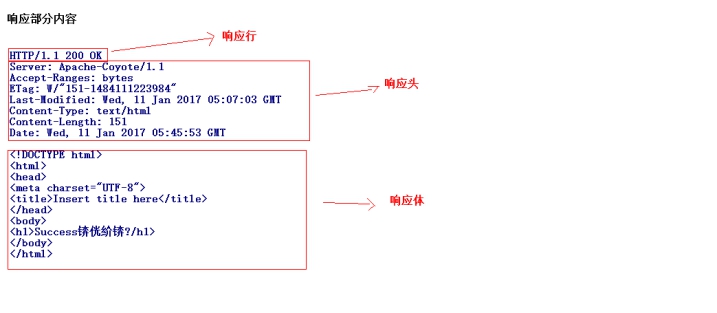 响应部分内容
响应行
HTTP/1.1 200 OK
Server: Apache-Coyote/1.1
Accept-Ranges: bytes
ETag: W/"151-1484111223984"
Last-Modified: Wed, 11 Jan 2017 05:07:03 GMT
Content-Type: text/html
Content-Length: 151
Date: Wed, 11 Jan 2017 05:45:53 GMT
响应头
<!DOCTYPE html>
<html>
<head>
<meta charset="UTF-8">
<title>Insert title here</title>
</head>
<body>
<h1>Success锛侊紒锛?/h1>
</body>
</html>
响应体